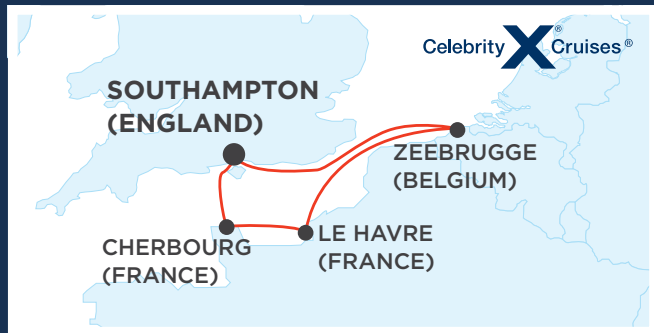 Celebrity X Cruises®
SOUTHAMPTON
(ENGLAND)
ZEEBRUGGE
(BELGIUM)
CHERBOURG
(FRANCE)
LE HAVRE
(FRANCE)